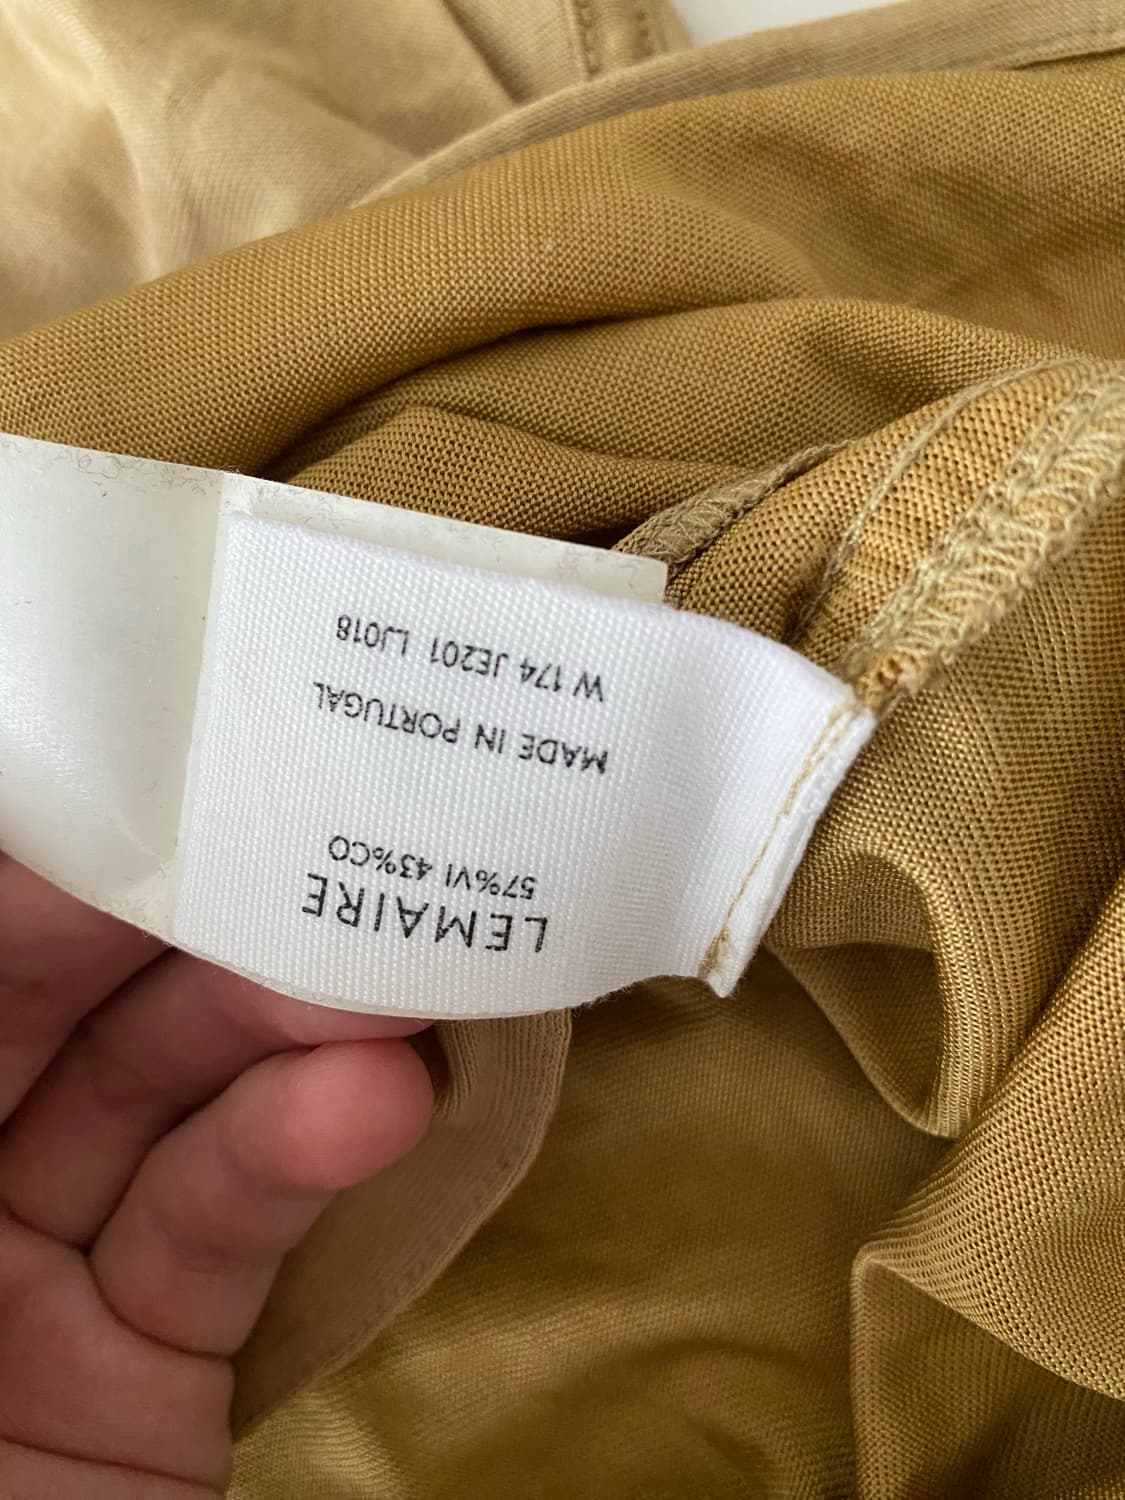 LEMAIRE
57%VI 43%CO
MADE IN PORTUGAL
W 174 JE201 LJ018